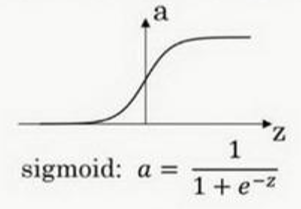 a
z
sigmoid: a = 1 / (1 + e^{-z})